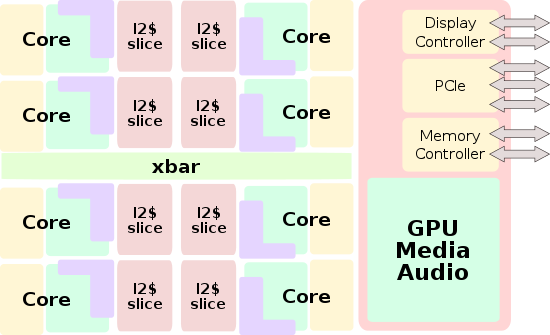 Core
l2$
slice
l2$
slice
Core
Core
l2$
slice
l2$
slice
Core
xbar
Core
l2$
slice
l2$
slice
Core
Core
l2$
slice
l2$
slice
Core
Display
Controller
PCIe
Memory
Controller
GPU
Media
Audio